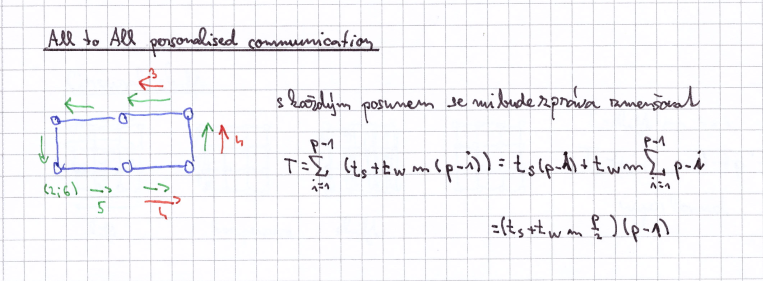 All to All personalised communication
3
s každým posunem se mi bude zpráva zmenšovat
4
T = \sum_{i=1}^{p-1} (t_s + t_w m (p-i)) = t_s (p-1) + t_w m \sum_{i=1}^{p-1} p-i
(2;6)
5
4
= (t_s + t_w m \frac{p}{2}) (p-1)